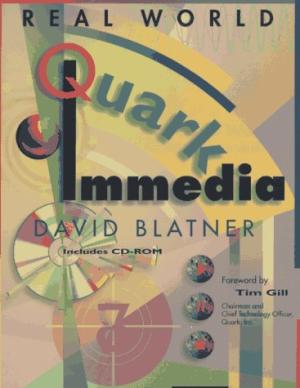 REAL WORLD
Quark
Immedia
DAVID BLATNER
Includes CD-ROM
Foreword by
Tim Gill
Chairman and
Chief Technology Officer,
Quark, Inc.
7